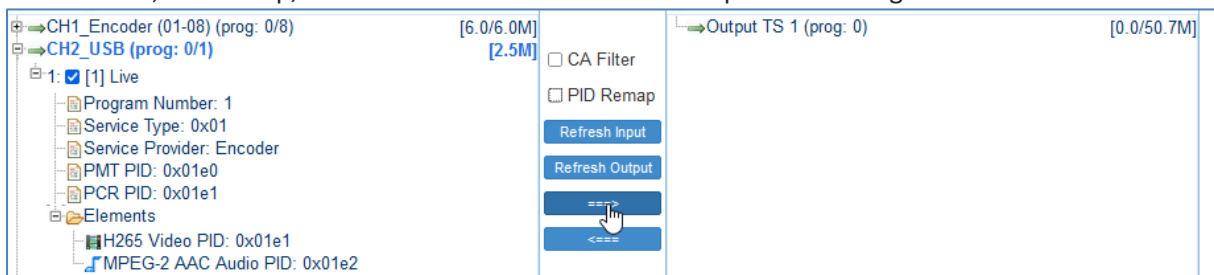 CH1_Encoder (01-08) (prog: 0/8) [6.0/6.0M]
CH2_USB (prog: 0/1) [2.5M]
1: [1] Live
Program Number: 1
Service Type: 0x01
Service Provider: Encoder
PMT PID: 0x01e0
PCR PID: 0x01e1
Elements
H265 Video PID: 0x01e1
MPEG-2 AAC Audio PID: 0x01e2
CA Filter
PID Remap
Refresh Input
Refresh Output
===>
<===
Output TS 1 (prog: 0) [0.0/50.7M]